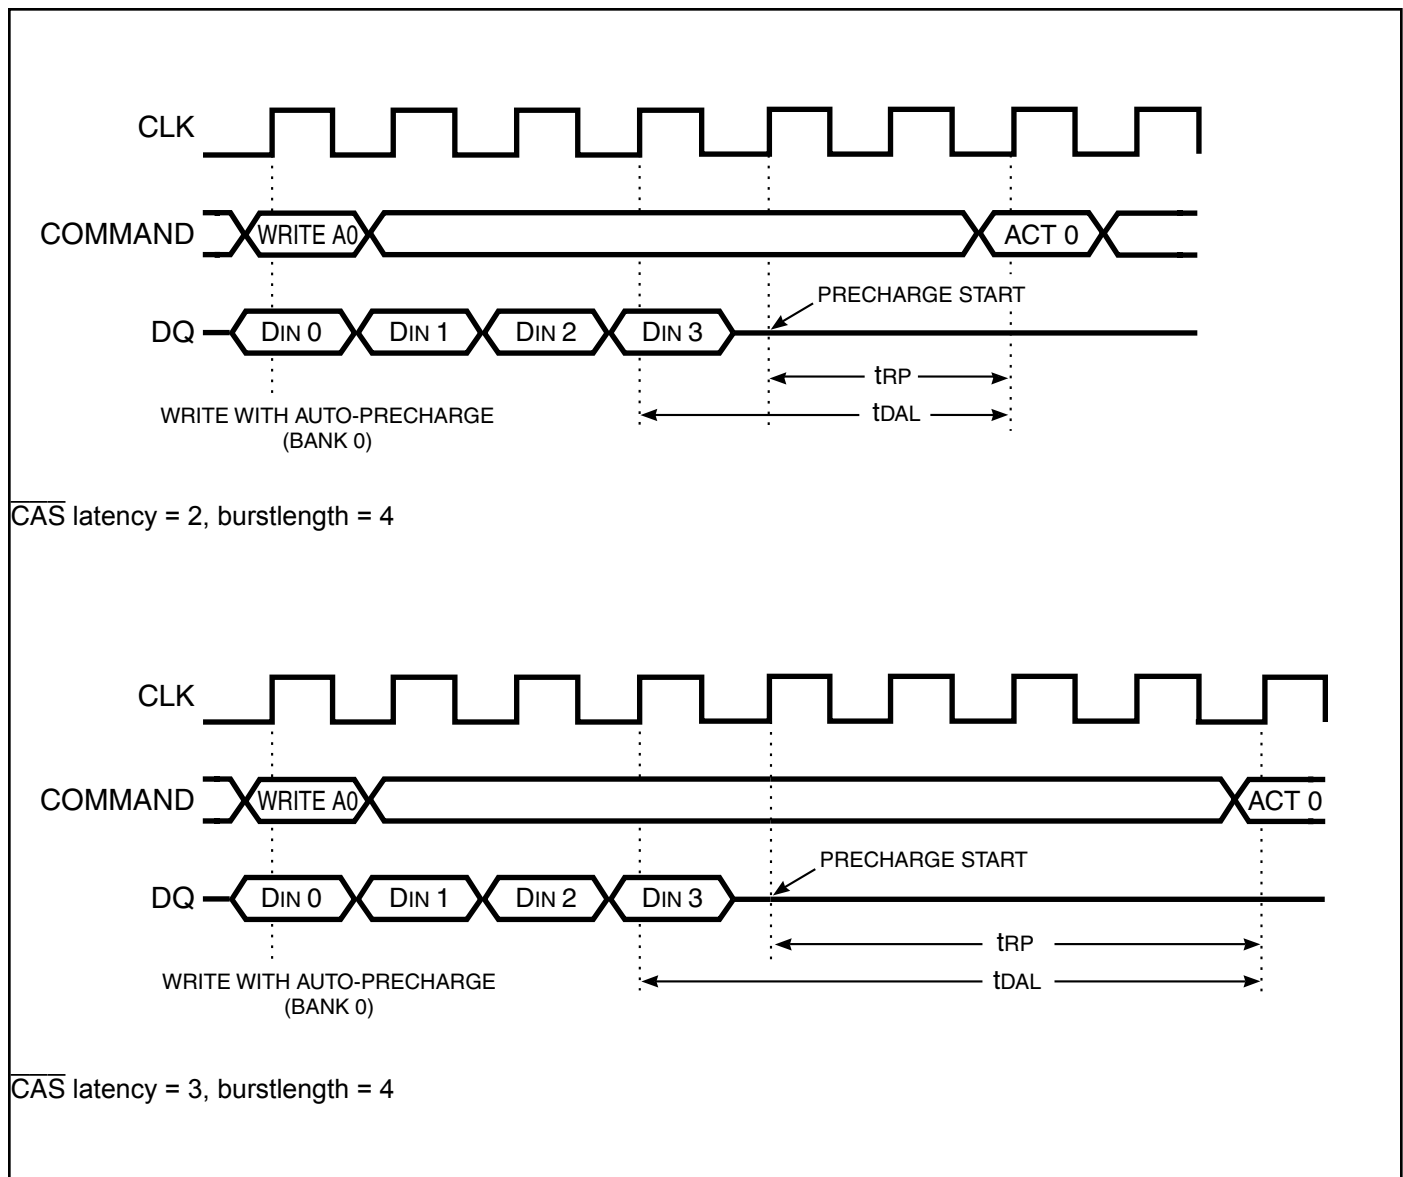 CLK
COMMAND
WRITE A0
ACT 0
PRECHARGE START
DQ
DIN 0
DIN 1
DIN 2
DIN 3
tRP
tDAL
WRITE WITH AUTO-PRECHARGE
(BANK 0)
CAS latency = 2, burstlength = 4
CLK
COMMAND
WRITE A0
ACT 0
PRECHARGE START
DQ
DIN 0
DIN 1
DIN 2
DIN 3
tRP
tDAL
WRITE WITH AUTO-PRECHARGE
(BANK 0)
CAS latency = 3, burstlength = 4